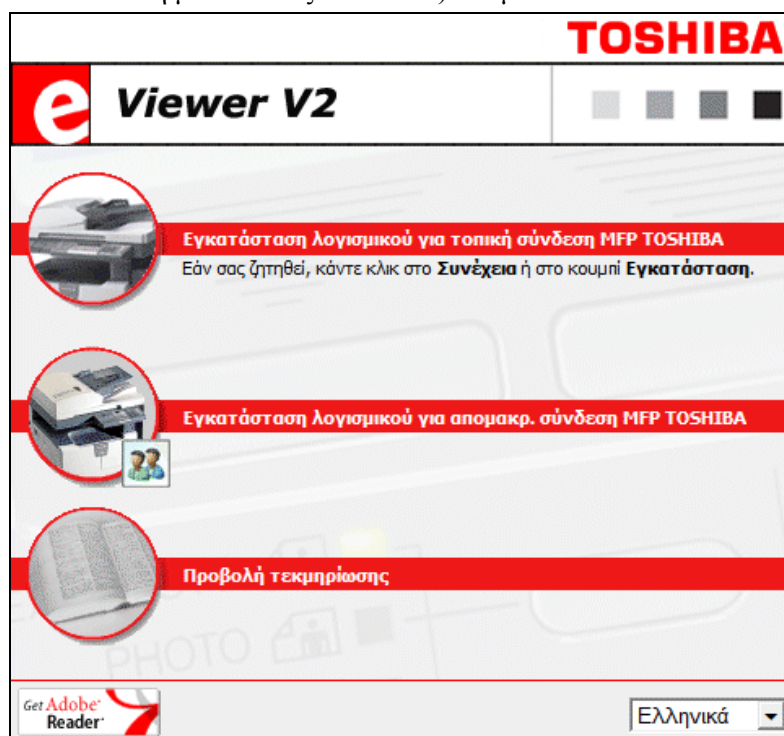 TOSHIBA
e Viewer V2
Εγκατάσταση λογισμικού για τοπική σύνδεση MFP TOSHIBA
Εάν σας ζητηθεί, κάντε κλικ στο Συνέχεια ή στο κουμπί Εγκατάσταση.
Εγκατάσταση λογισμικού για απομακρ. σύνδεση MFP TOSHIBA
Προβολή τεκμηρίωσης
PHOTO
Get Adobe
Reader
Ελληνικά